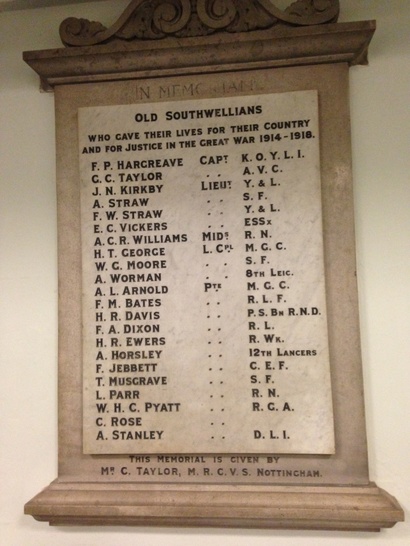 IN MEMORIAM
OLD SOUTHWELLIANS
WHO GAVE THEIR LIVES FOR THEIR COUNTRY
AND FOR JUSTICE IN THE GREAT WAR 1914-1918.
F. P. HARGREAVE CAPT K. O. Y. L. I.
G. C. TAYLOR . . A. V. C.
J. N. KIRKBY LIEUT Y. & L.
A. STRAW . . S. F.
F. W. STRAW . . Y. & L.
E. C. VICKERS . . ESSX
A. C. R. WILLIAMS MIDS R. N.
H. T. GEORGE L. CPL M. G. C.
W. G. MOORE . . S. F.
A. WORMAN . . 8TH LEIC.
A. L. ARNOLD PTE M. G. C.
F. M. BATES . . R. L. F.
H. R. DAVIS . . P. S. BN R. N. D.
F. A. DIXON . . R. L.
H. R. EWERS . . R. WK.
A. HORSLEY . . 12TH LANCERS
F. JEBBETT . . C. E. F.
T. MUSGRAVE . . S. F.
L. PARR . . R. N.
W. H. C. PYATT . . R. G. A.
C. ROSE . .
A. STANLEY . . D. L. I.
THIS MEMORIAL IS GIVEN BY
MR C. TAYLOR, M. R. C. V. S. NOTTINGHAM.